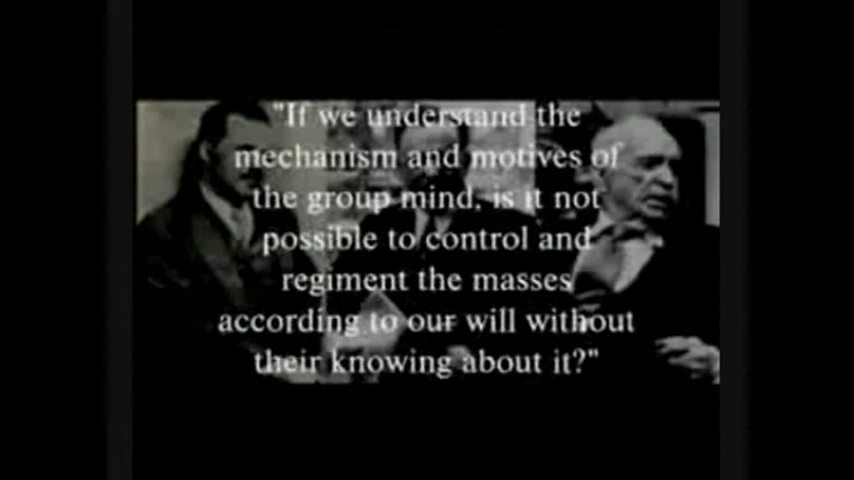 "If we understand the
mechanism and motives of
the group mind, is it not
possible to control and
regiment the masses
according to our will without
their knowing about it?"